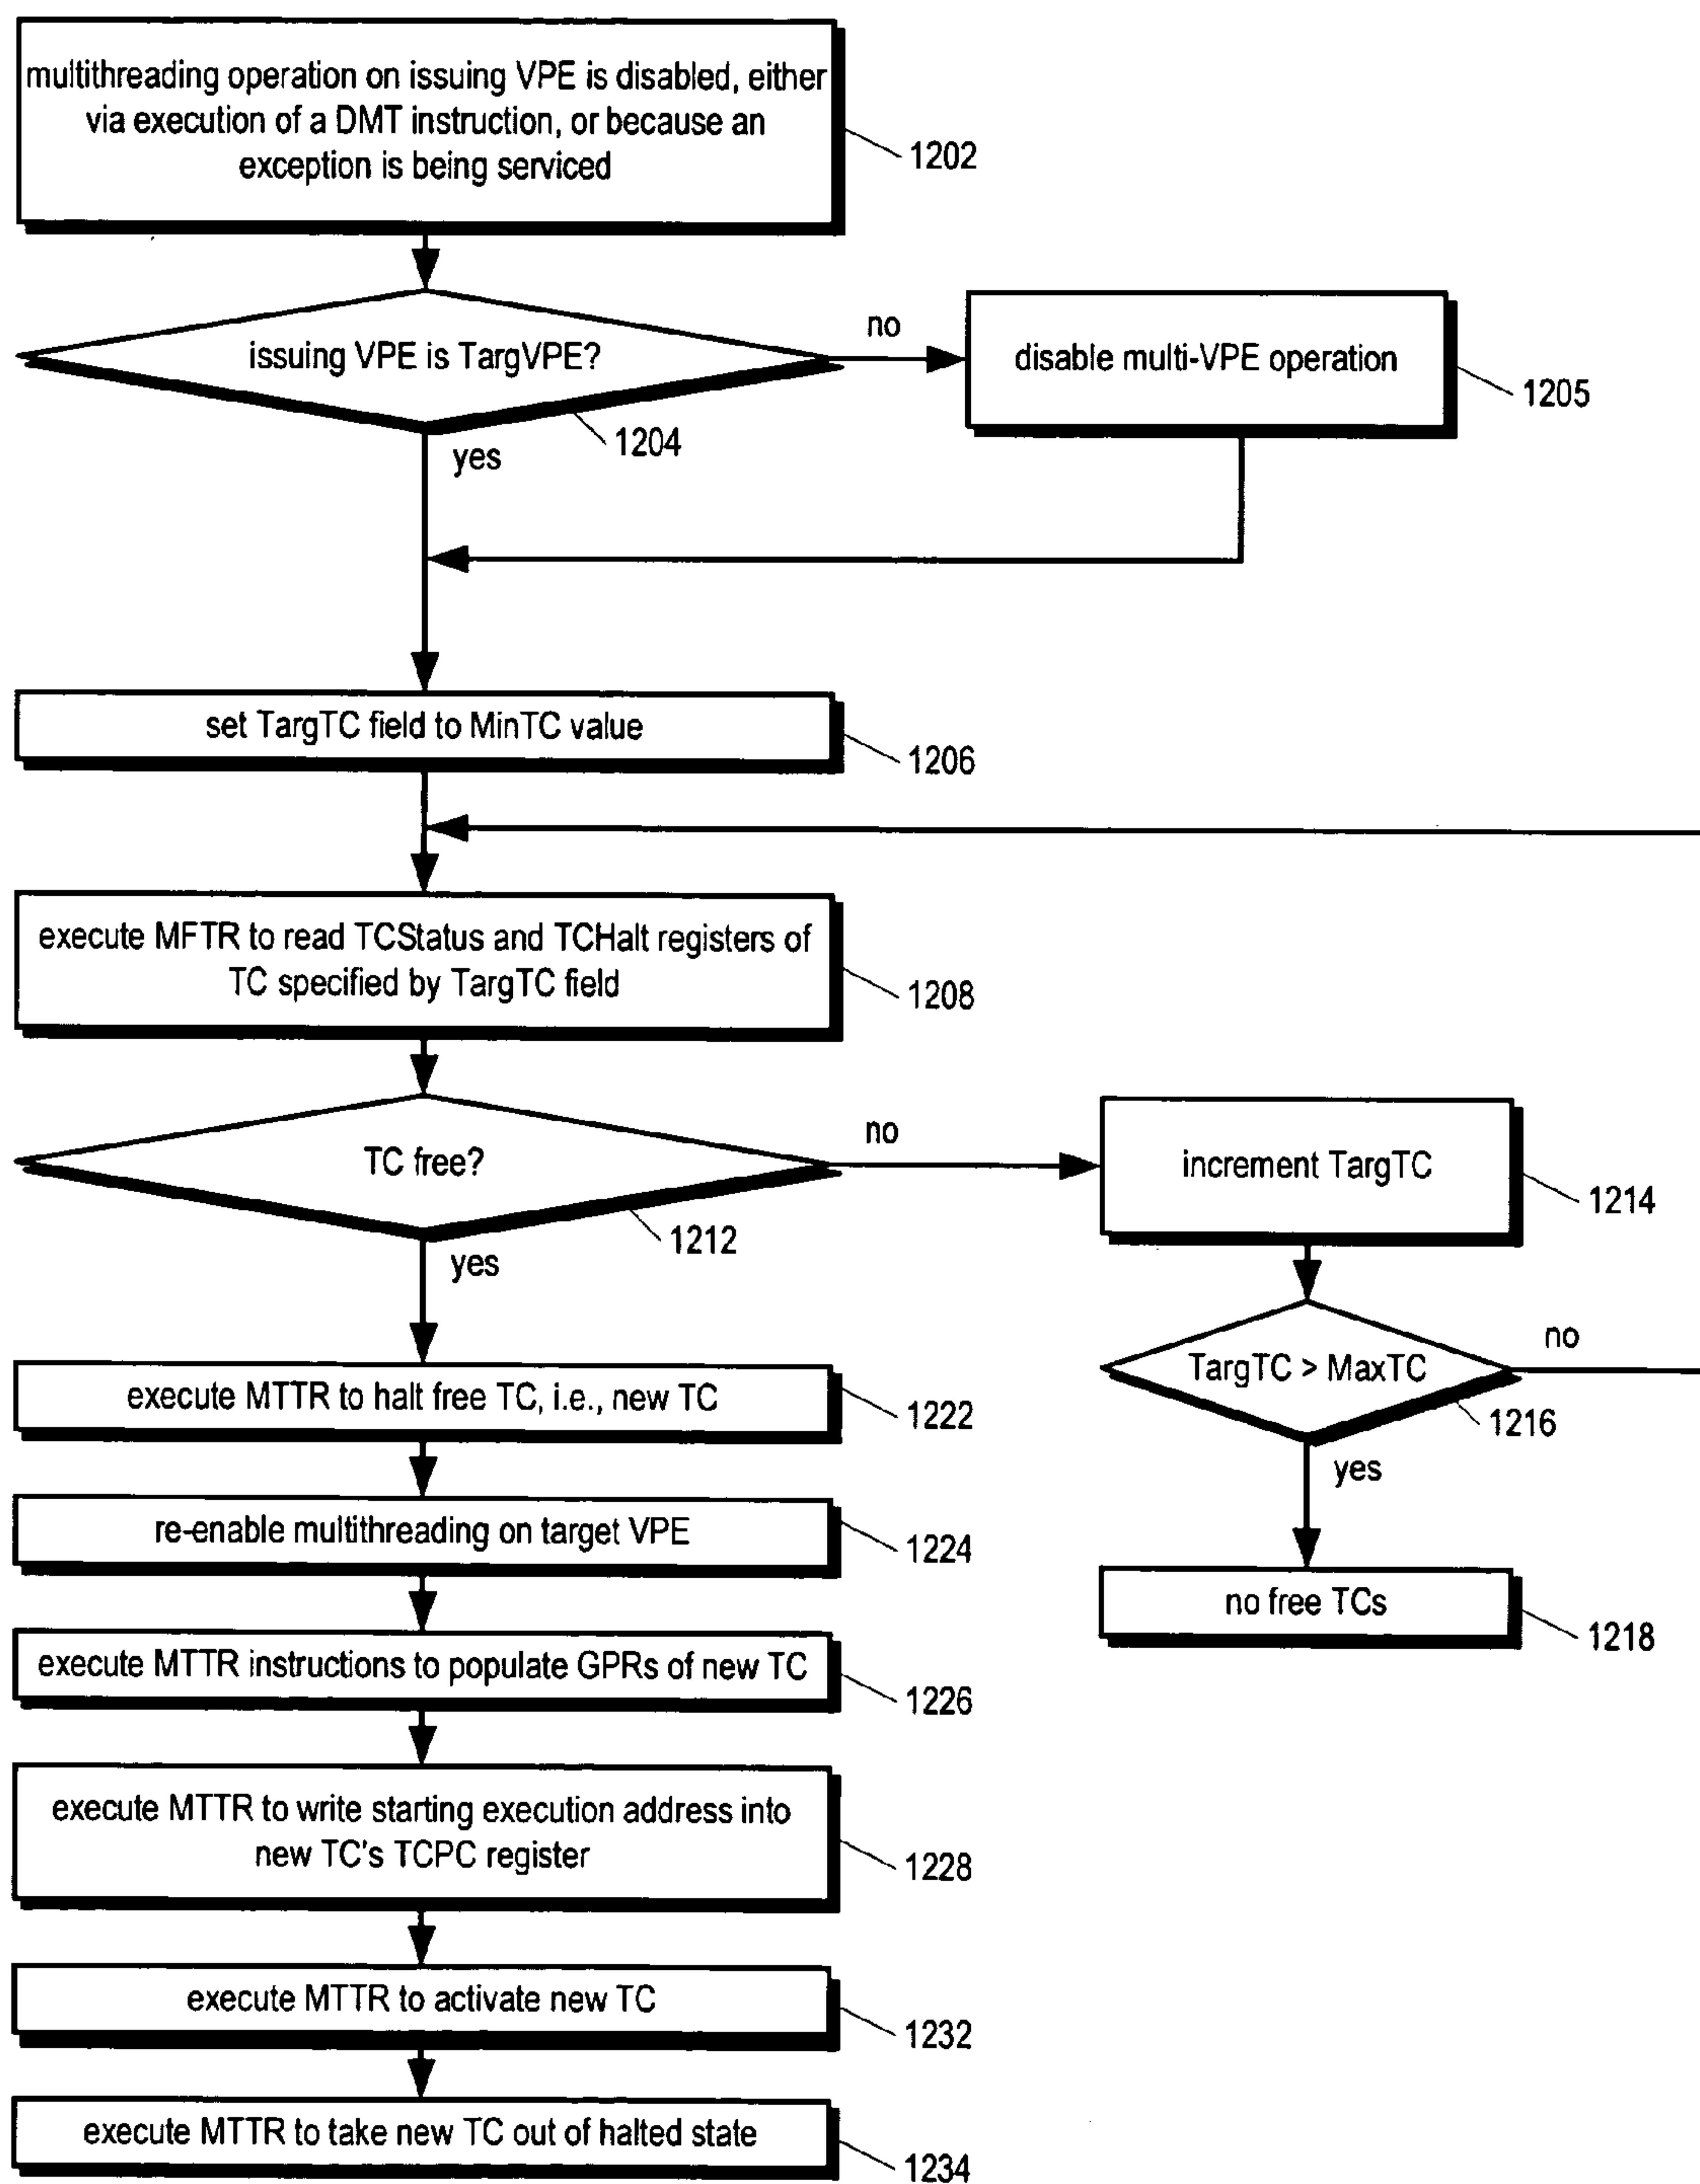 multithreading operation on issuing VPE is disabled, either
via execution of a DMT instruction, or because an
exception is being serviced
1202
issuing VPE is TargVPE?
1204
no
yes
disable multi-VPE operation
1205
set TargTC field to MinTC value
1206
execute MFTR to read TCStatus and TCHalt registers of
TC specified by TargTC field
1208
TC free?
1212
no
yes
increment TargTC
1214
TargTC > MaxTC
1216
no
yes
no free TCs
1218
execute MTTR to halt free TC, i.e., new TC
1222
re-enable multithreading on target VPE
1224
execute MTTR instructions to populate GPRs of new TC
1226
execute MTTR to write starting execution address into
new TC's TCPC register
1228
execute MTTR to activate new TC
1232
execute MTTR to take new TC out of halted state
1234